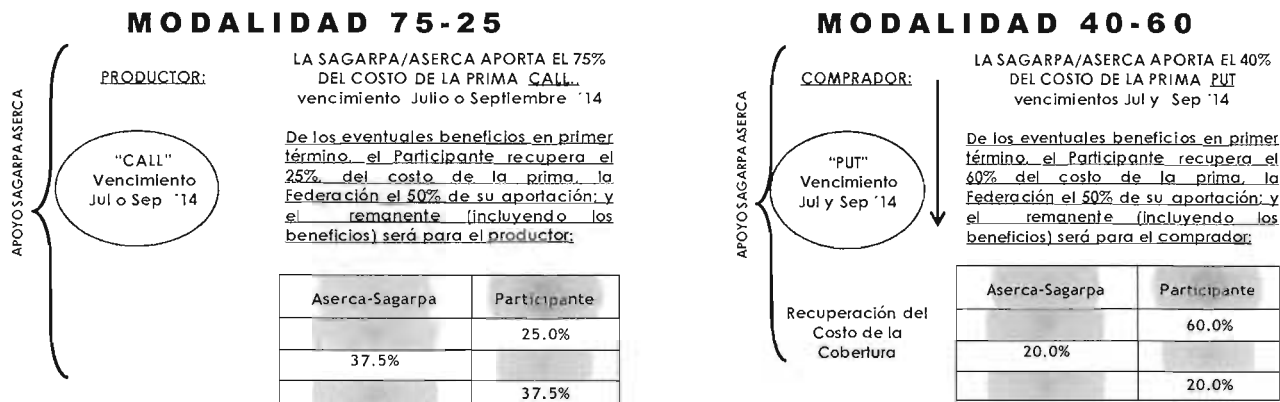 MODALIDAD 75-25
APOYO SAGARPA ASERCA
PRODUCTOR:
"CALL"
Vencimiento
Jul o Sep ´14
LA SAGARPA/ASERCA APORTA EL 75%
DEL COSTO DE LA PRIMA CALL..
vencimiento Julio o Septiembre ´14
De los eventuales beneficios en primer
término, el Participante recupera el
25%, del costo de la prima, la
Federación el 50% de su aportación; y
el remanente (incluyendo los
beneficios) será para el productor:
Aserca-Sagarpa Participante
25.0%
37.5%
37.5%
MODALIDAD 40-60
APOYO SAGARPA ASERCA
COMPRADOR:
"PUT"
Vencimiento
Jul y Sep ´14
Recuperación del
Costo de la
Cobertura
LA SAGARPA/ASERCA APORTA EL 40%
DEL COSTO DE LA PRIMA PUT
vencimientos Jul y Sep ´14
De los eventuales beneficios en primer
término, el Participante recupera el
60% del costo de la prima, la
Federación el 50% de su aportación; y
el remanente (incluyendo los
beneficios) será para el comprador:
Aserca-Sagarpa Participante
60.0%
20.0%
20.0%